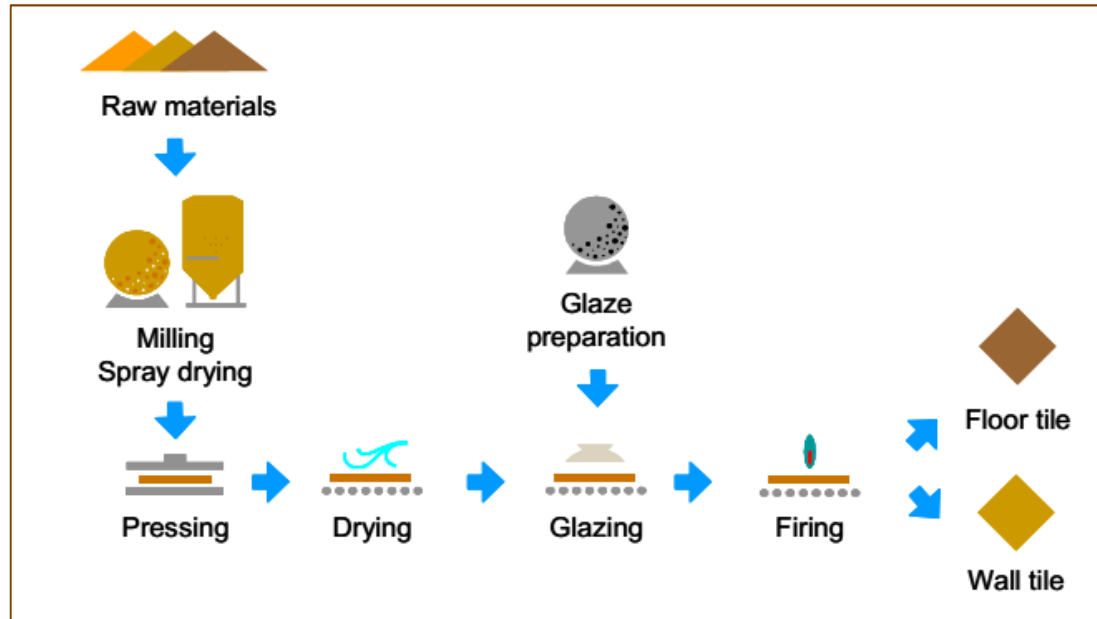 Raw materials
Milling
Spray drying
Glaze
preparation
Pressing
Drying
Glazing
Firing
Floor tile
Wall tile